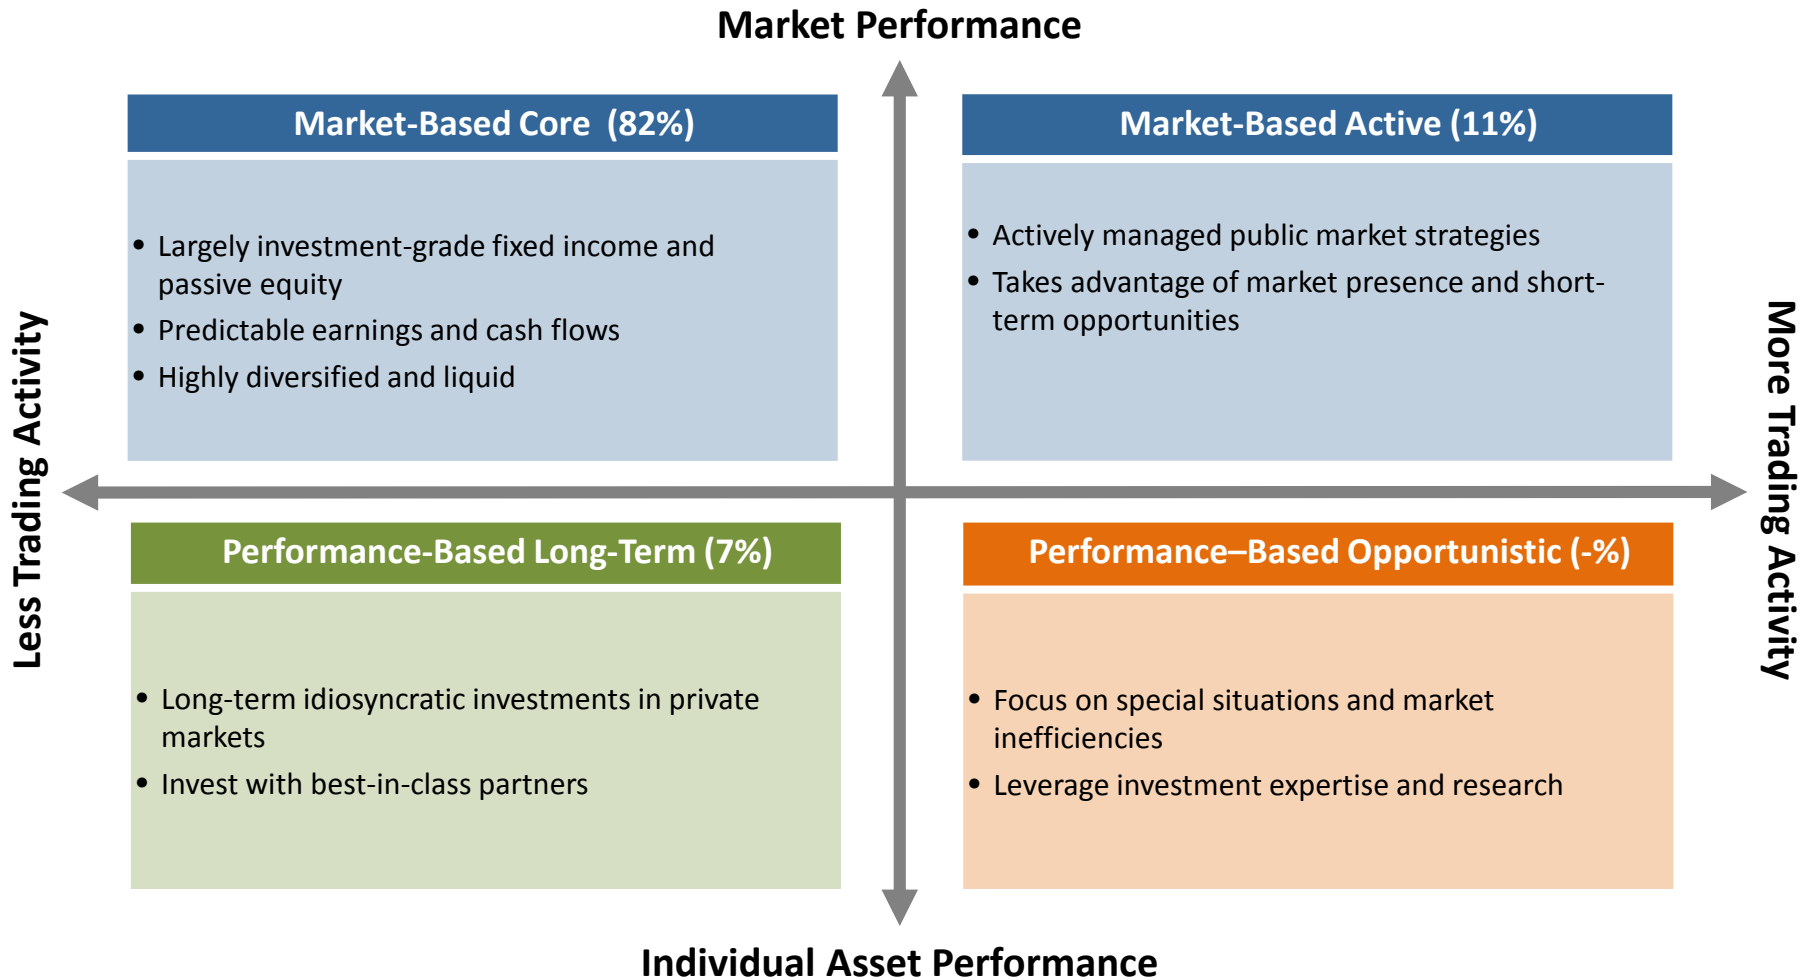 Market Performance
Market-Based Core  (82%)
• Largely investment-grade fixed income and
passive equity
• Predictable earnings and cash flows
• Highly diversified and liquid
Market-Based Active (11%)
• Actively managed public market strategies
• Takes advantage of market presence and short-
term opportunities
Less Trading Activity
More Trading Activity
Performance-Based Long-Term (7%)
• Long-term idiosyncratic investments in private
markets
• Invest with best-in-class partners
Performance–Based Opportunistic (-%)
• Focus on special situations and market
inefficiencies
• Leverage investment expertise and research
Individual Asset Performance